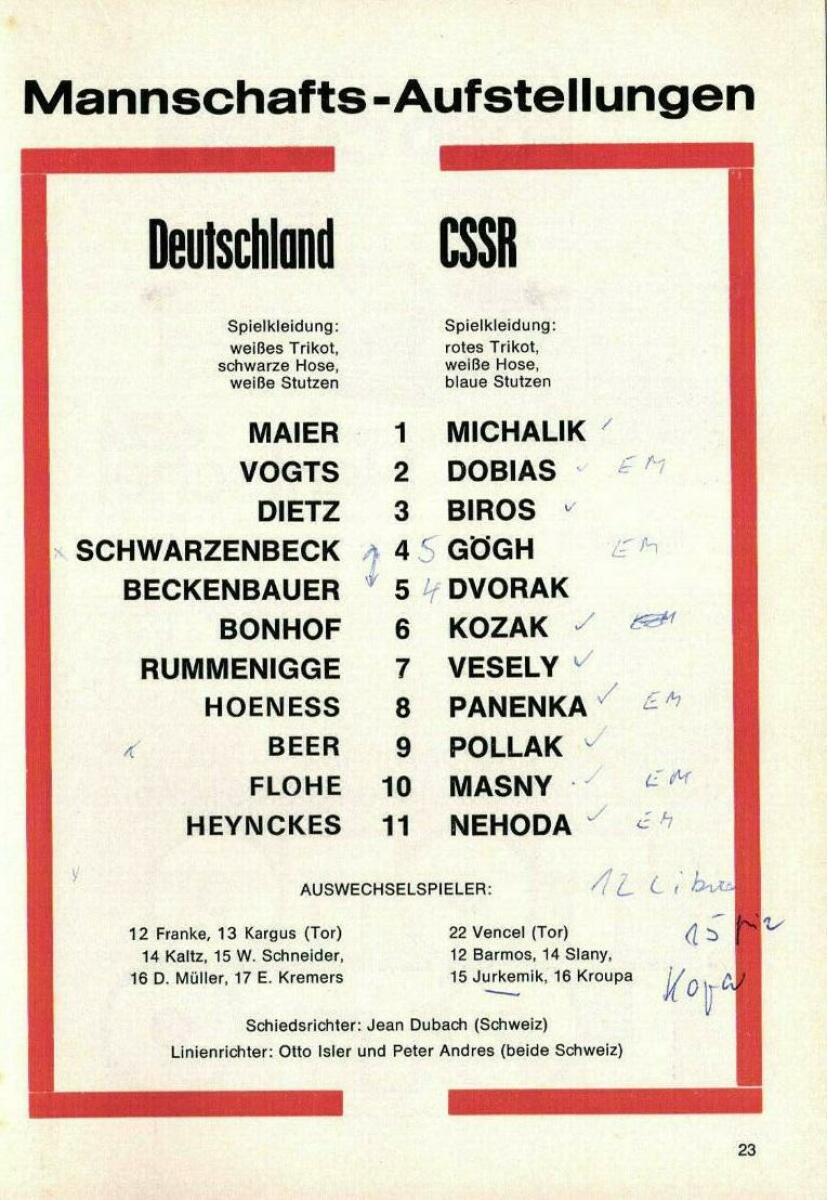 Mannschafts-Aufstellungen
Deutschland CSSR
Spielkleidung: Spielkleidung:
weißes Trikot, rotes Trikot,
schwarze Hose, weiße Hose,
weiße Stutzen blaue Stutzen
MAIER 1 MICHALIK
VOGTS 2 DOBIAS EM
DIETZ 3 BIROS
SCHWARZENBECK 4 5 GÖGH EM
BECKENBAUER 5 4 DVORAK
BONHOF 6 KOZAK
RUMMENIGGE 7 VESELY
HOENESS 8 PANENKA EM
BEER 9 POLLAK
FLOHE 10 MASNY EM
HEYNCKES 11 NEHODA EM
AUSWECHSELSPIELER: 12
12 Franke, 13 Kargus (Tor) 22 Vencel (Tor) 15
14 Kaltz, 15 W. Schneider, 12 Barmos, 14 Slany,
16 D. Müller, 17 E. Kremers 15 Jurkemik, 16 Kroupa
Schiedsrichter: Jean Dubach (Schweiz)
Linienrichter: Otto Isler und Peter Andres (beide Schweiz)
23